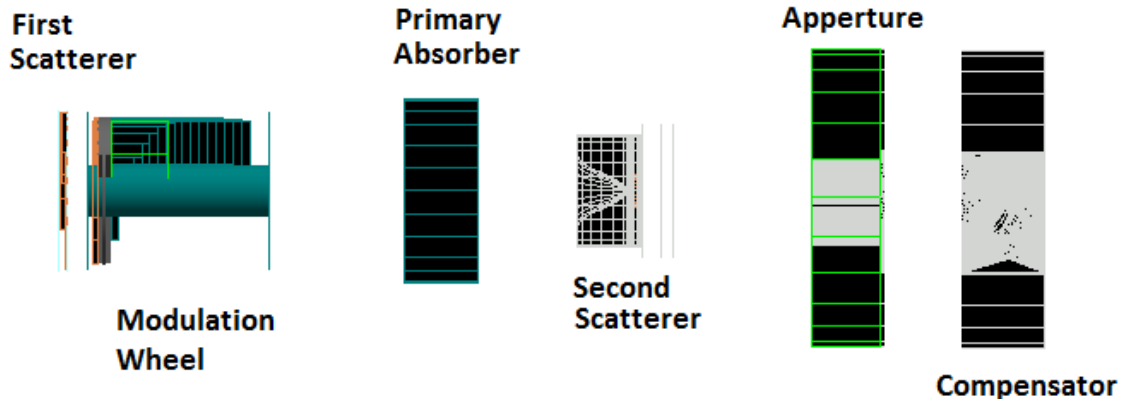 First
Scatterer
Primary
Absorber
Apperture
Modulation
Wheel
Second
Scatterer
Compensator